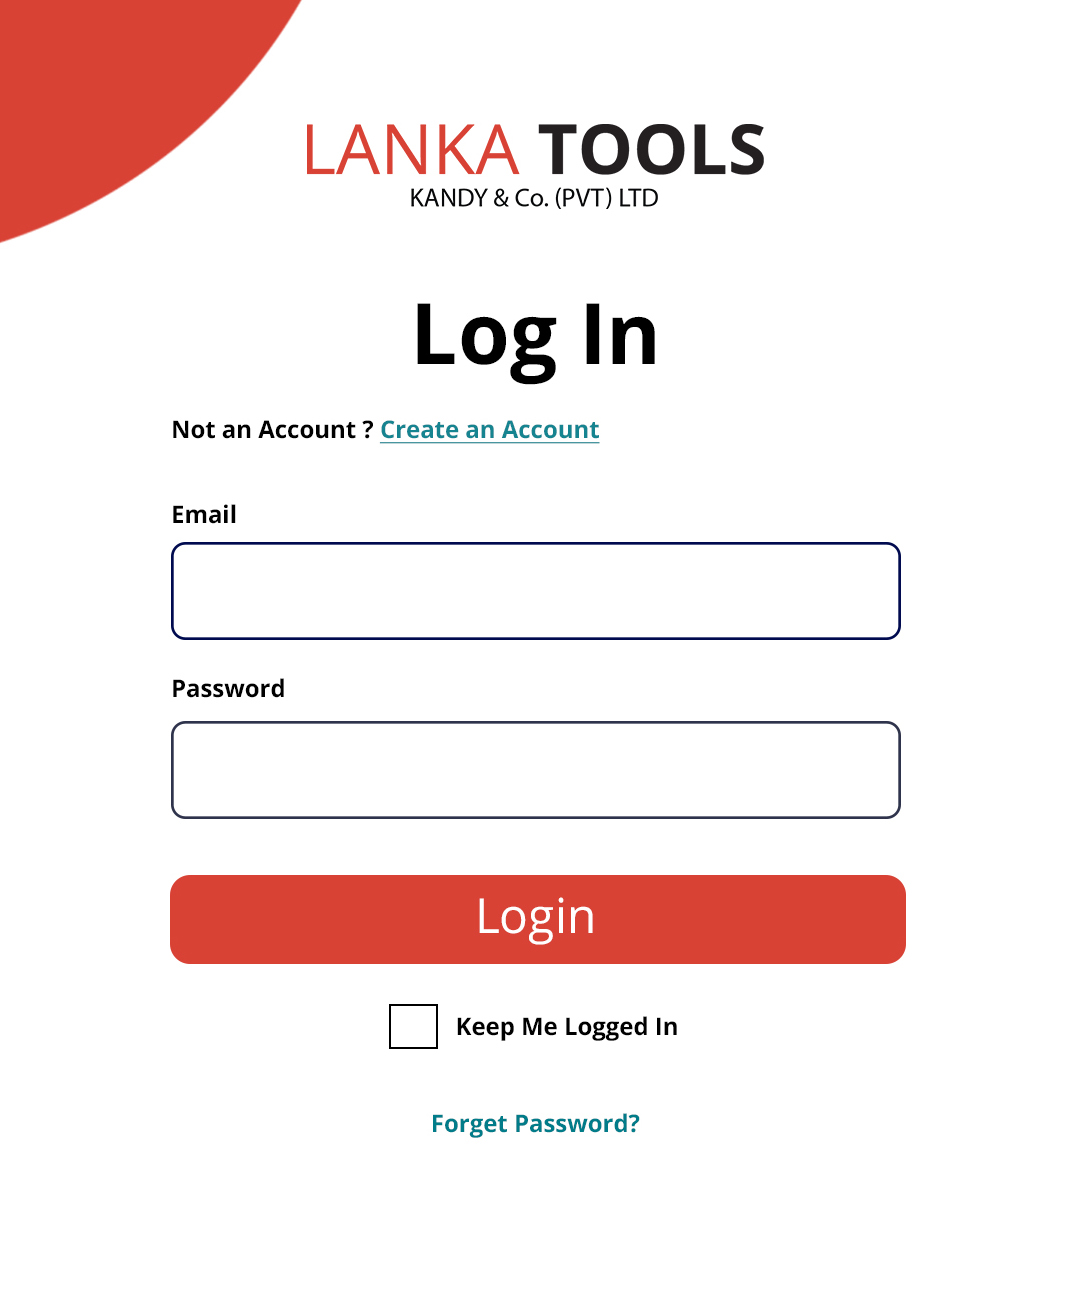 LANKA TOOLS
KANDY & Co. (PVT) LTD
Log In
Not an Account ? Create an Account
Email
Password
Login
Keep Me Logged In
Forget Password?